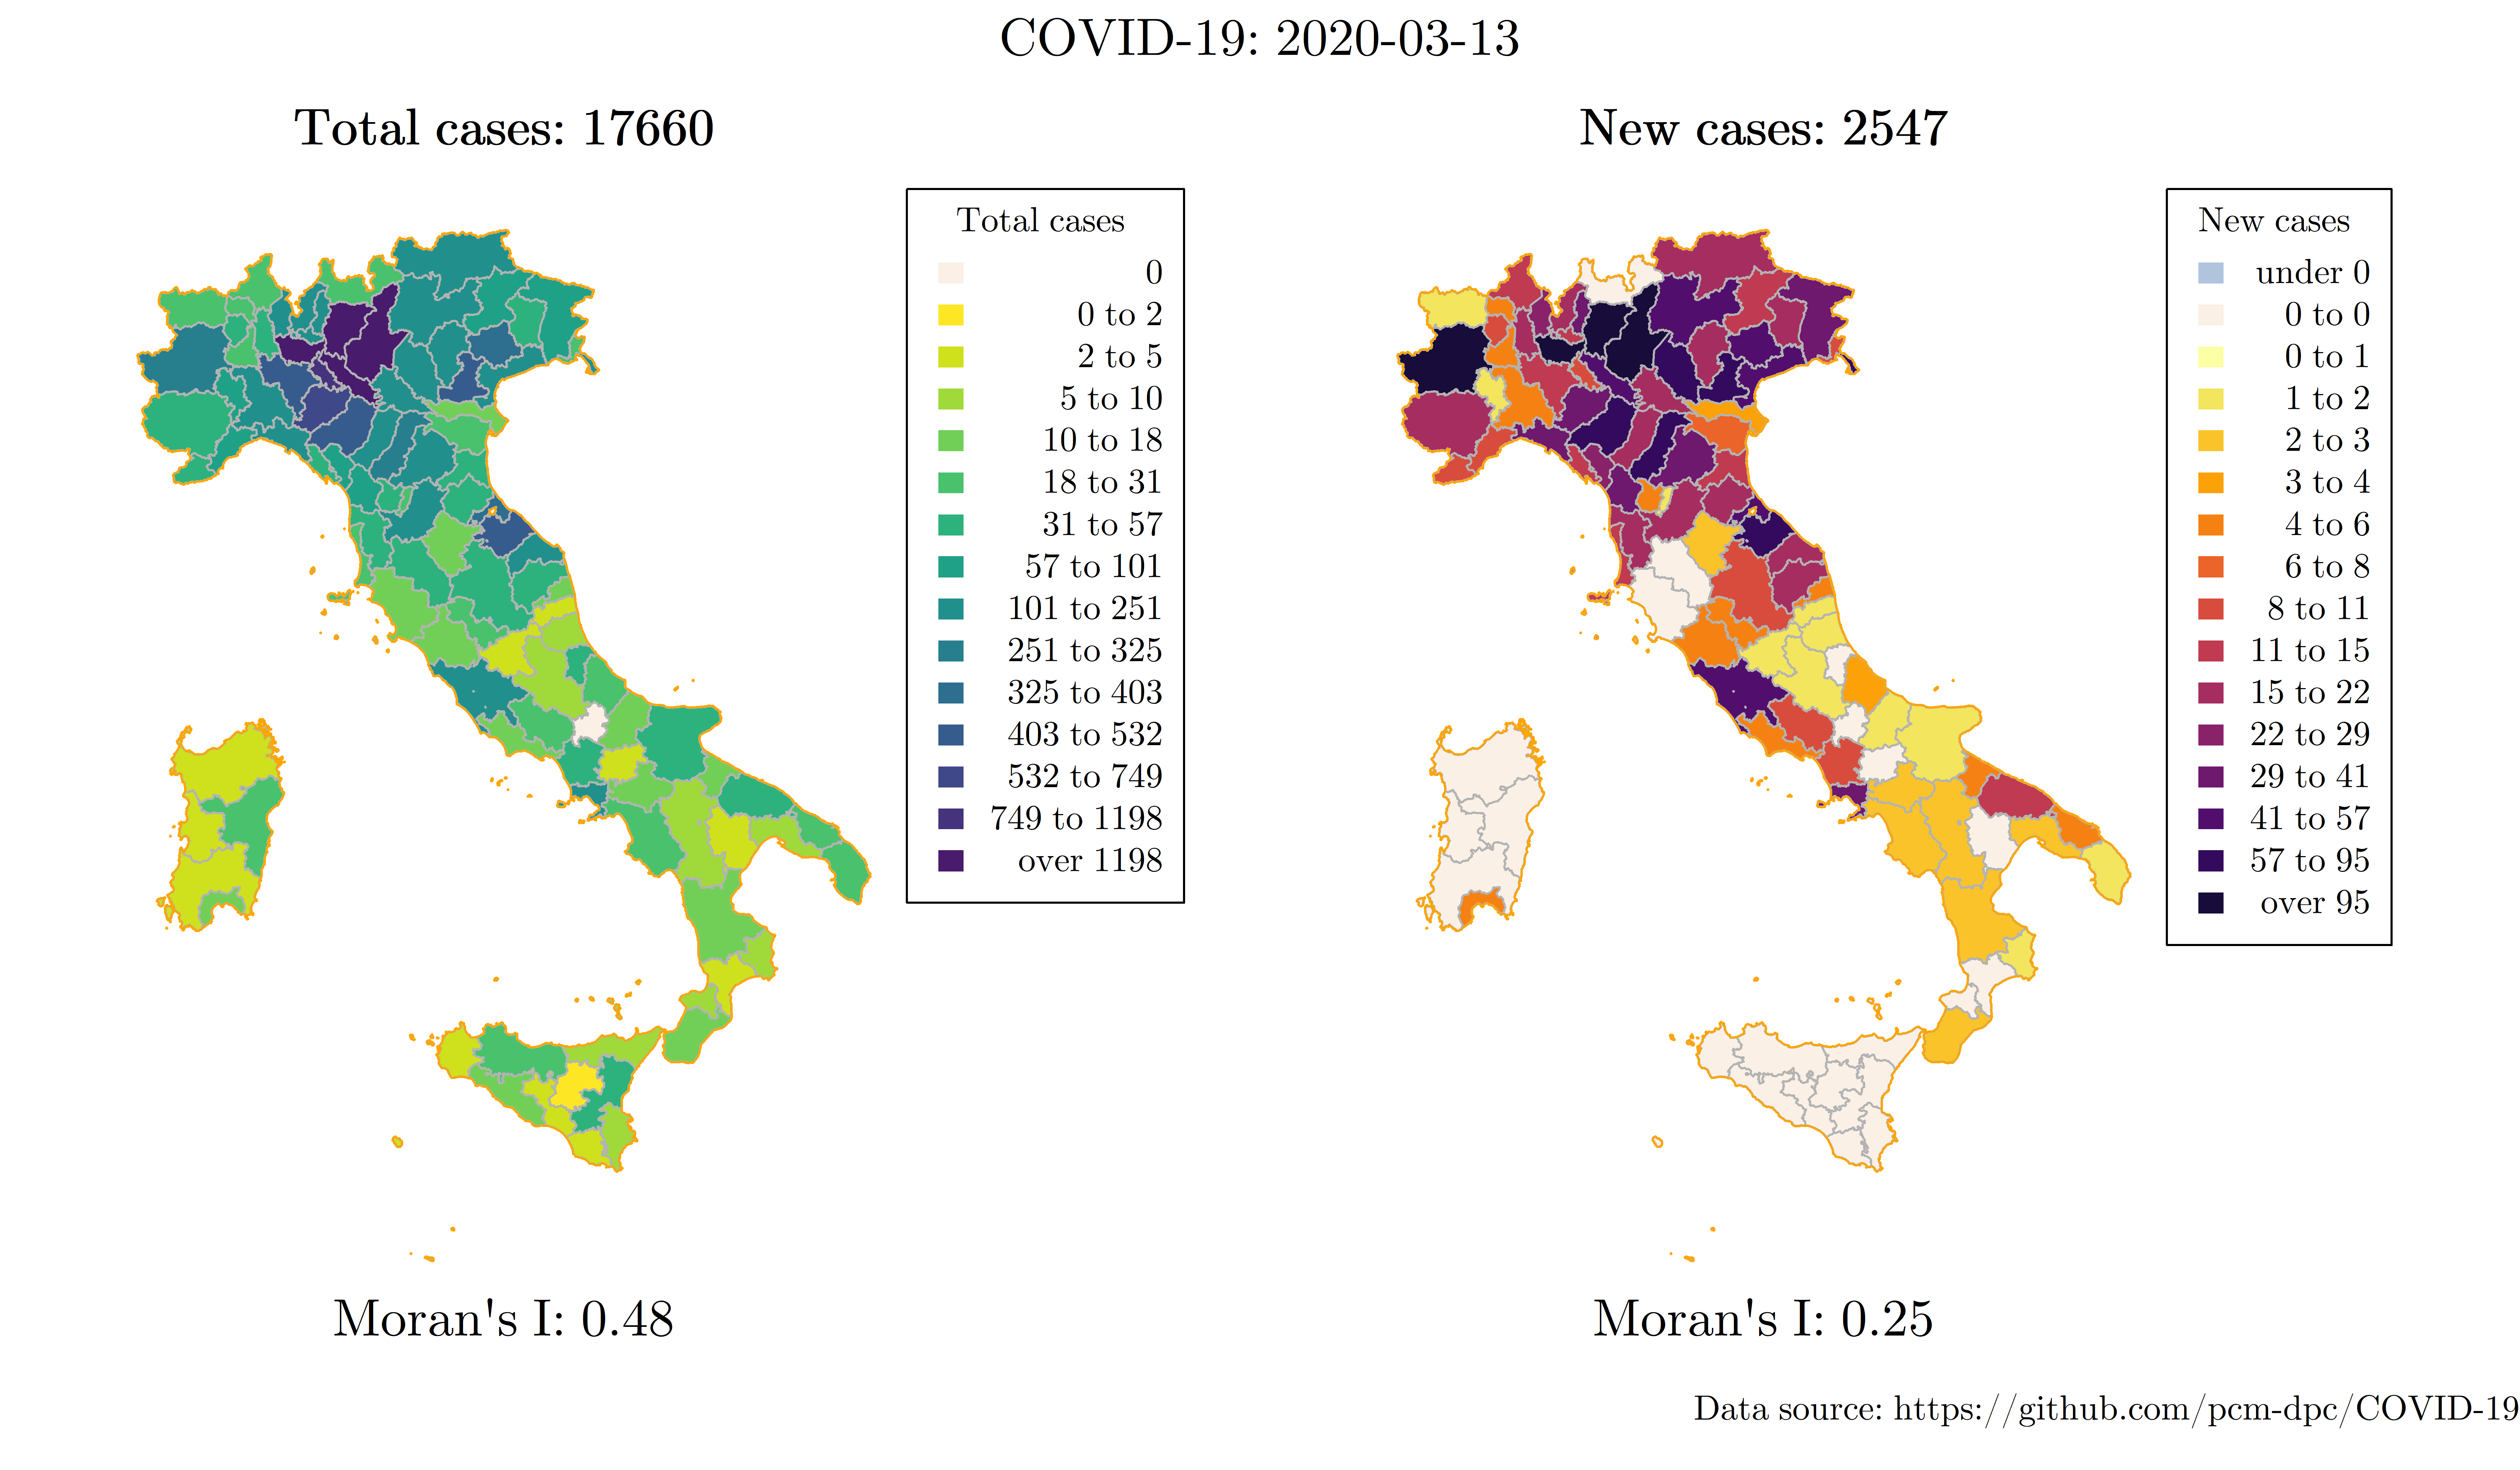 COVID-19: 2020-03-13
Total cases: 17660
Total cases
0
0 to 2
2 to 5
5 to 10
10 to 18
18 to 31
31 to 57
57 to 101
101 to 251
251 to 325
325 to 403
403 to 532
532 to 749
749 to 1198
over 1198
Moran's I: 0.48
New cases: 2547
New cases
under 0
0 to 0
0 to 1
1 to 2
2 to 3
3 to 4
4 to 6
6 to 8
8 to 11
11 to 15
15 to 22
22 to 29
29 to 41
41 to 57
57 to 95
over 95
Moran's I: 0.25
Data source: https://github.com/pcm-dpc/COVID-19